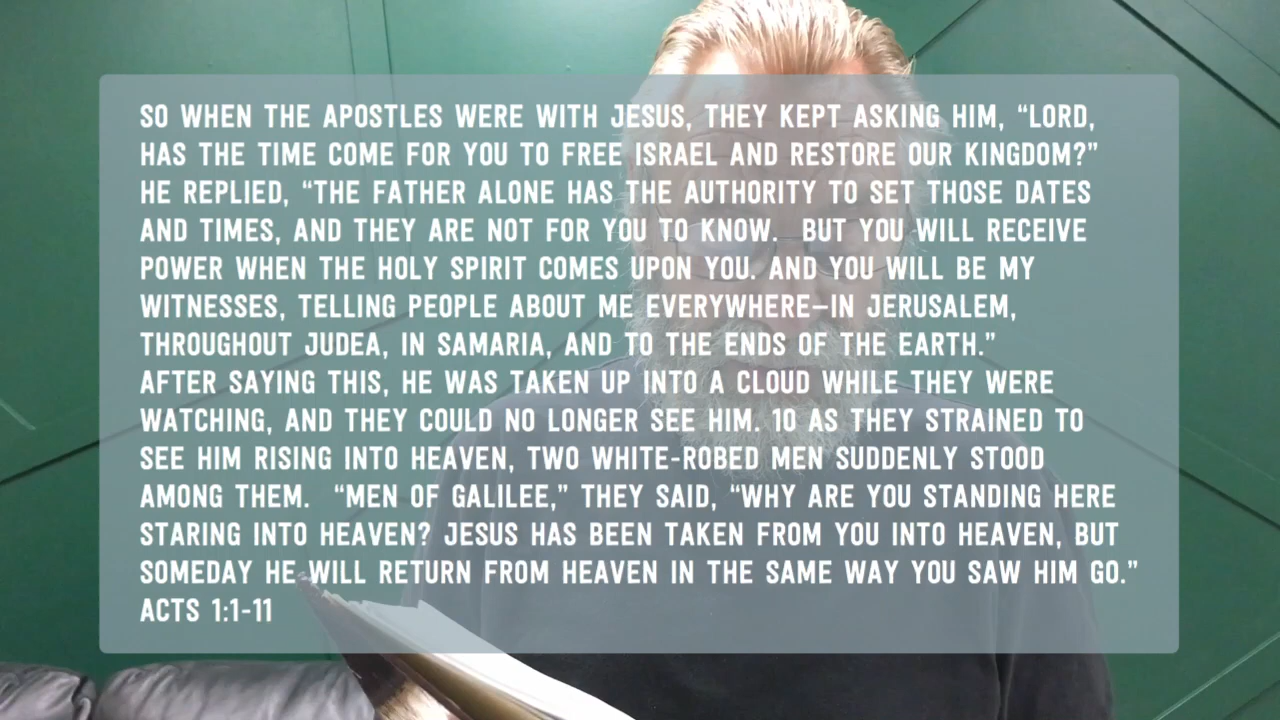 SO WHEN THE APOSTLES WERE WITH JESUS, THEY KEPT ASKING HIM, “LORD,
HAS THE TIME COME FOR YOU TO FREE ISRAEL AND RESTORE OUR KINGDOM?”
HE REPLIED, “THE FATHER ALONE HAS THE AUTHORITY TO SET THOSE DATES
AND TIMES, AND THEY ARE NOT FOR YOU TO KNOW.  BUT YOU WILL RECEIVE
POWER WHEN THE HOLY SPIRIT COMES UPON YOU. AND YOU WILL BE MY
WITNESSES, TELLING PEOPLE ABOUT ME EVERYWHERE—IN JERUSALEM,
THROUGHOUT JUDEA, IN SAMARIA, AND TO THE ENDS OF THE EARTH.”
AFTER SAYING THIS, HE WAS TAKEN UP INTO A CLOUD WHILE THEY WERE
WATCHING, AND THEY COULD NO LONGER SEE HIM. 10 AS THEY STRAINED TO
SEE HIM RISING INTO HEAVEN, TWO WHITE-ROBED MEN SUDDENLY STOOD
AMONG THEM.  “MEN OF GALILEE,” THEY SAID, “WHY ARE YOU STANDING HERE
STARING INTO HEAVEN? JESUS HAS BEEN TAKEN FROM YOU INTO HEAVEN, BUT
SOMEDAY HE WILL RETURN FROM HEAVEN IN THE SAME WAY YOU SAW HIM GO.”
ACTS 1:1-11